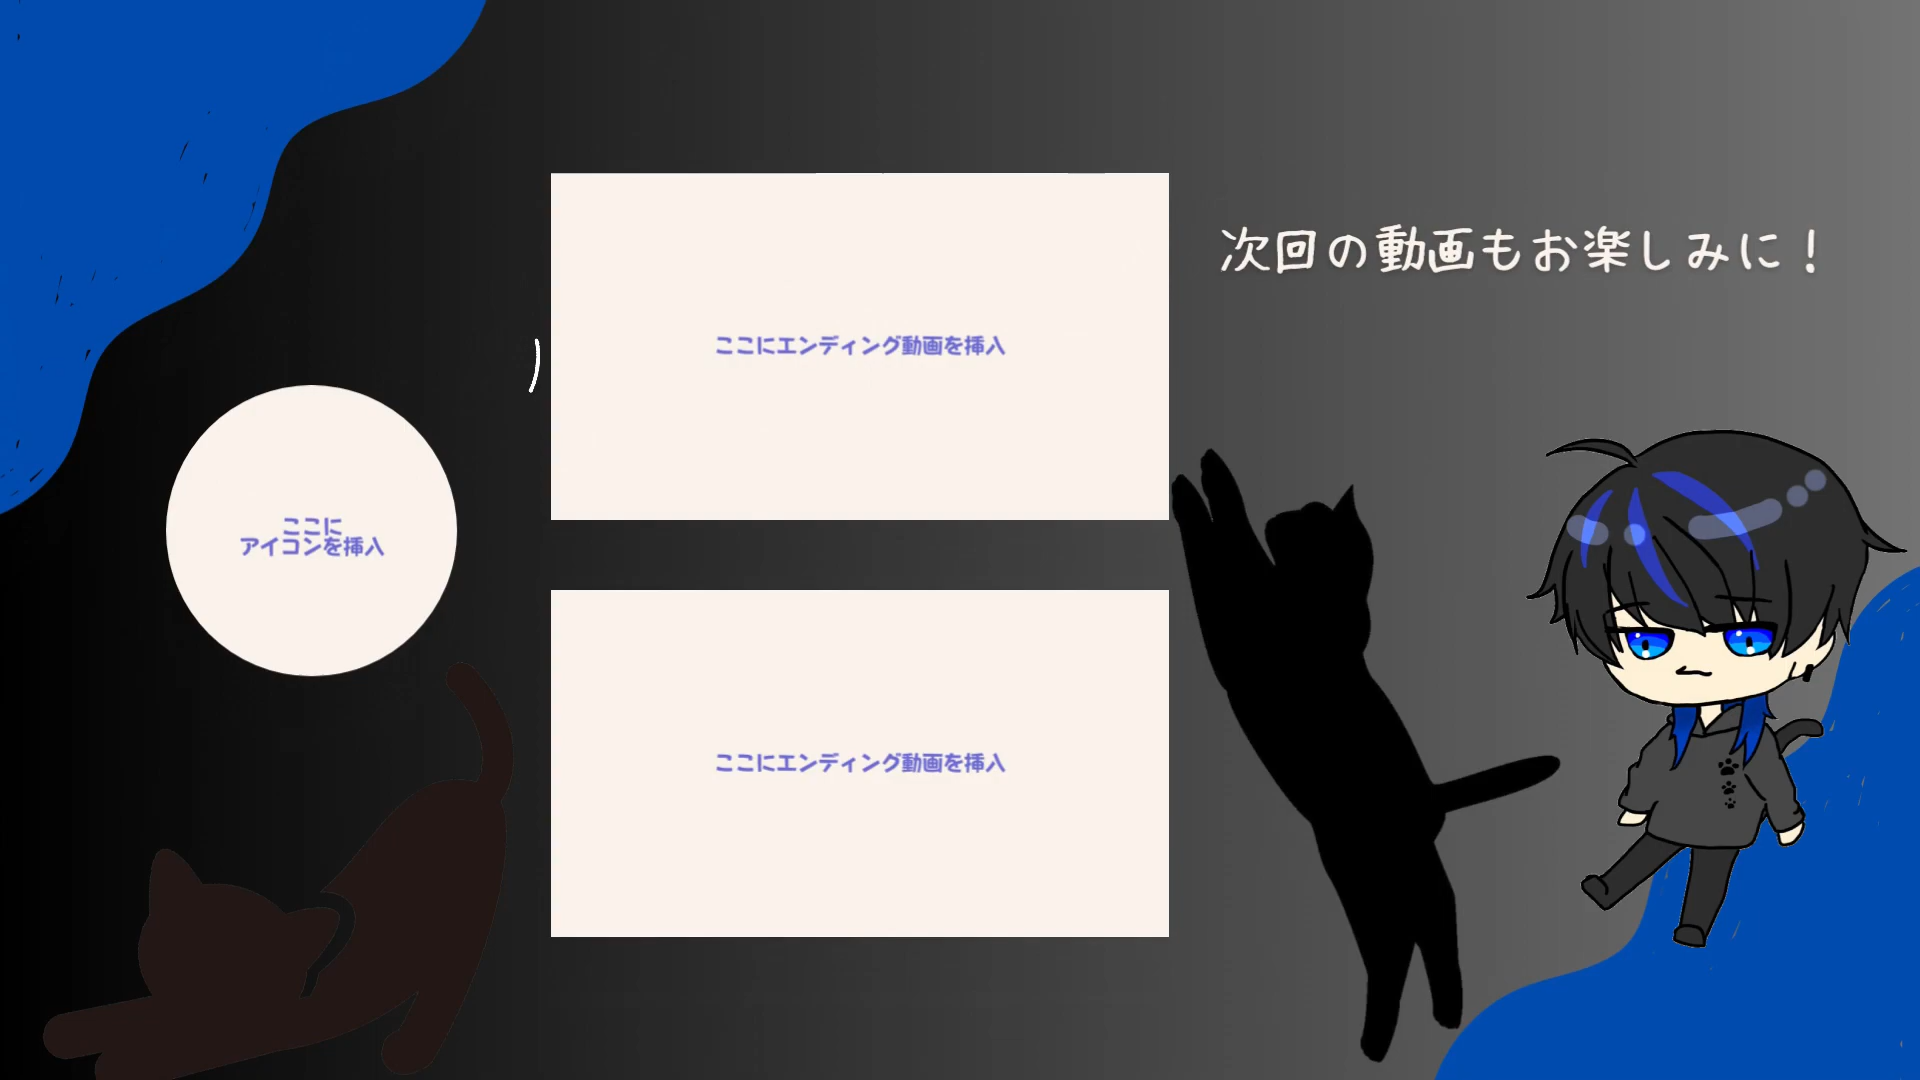 次回の動画もお楽しみに！
ここにエンディング動画を挿入
ここに
アイコンを挿入
ここにエンディング動画を挿入